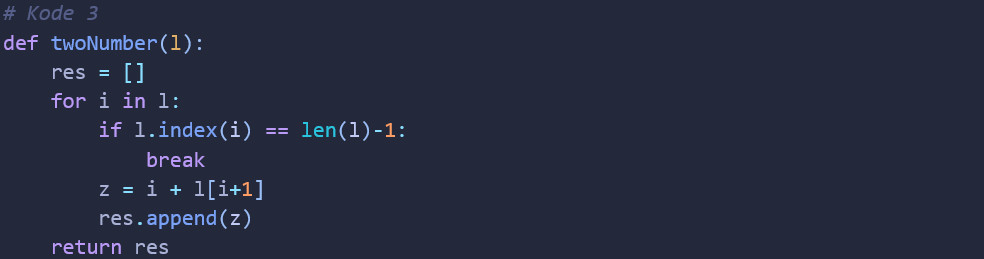 # Kode 3
def twoNumber(l):
    res = []
    for i in l:
        if l.index(i) == len(l)-1:
            break
        z = i + l[i+1]
        res.append(z)
    return res